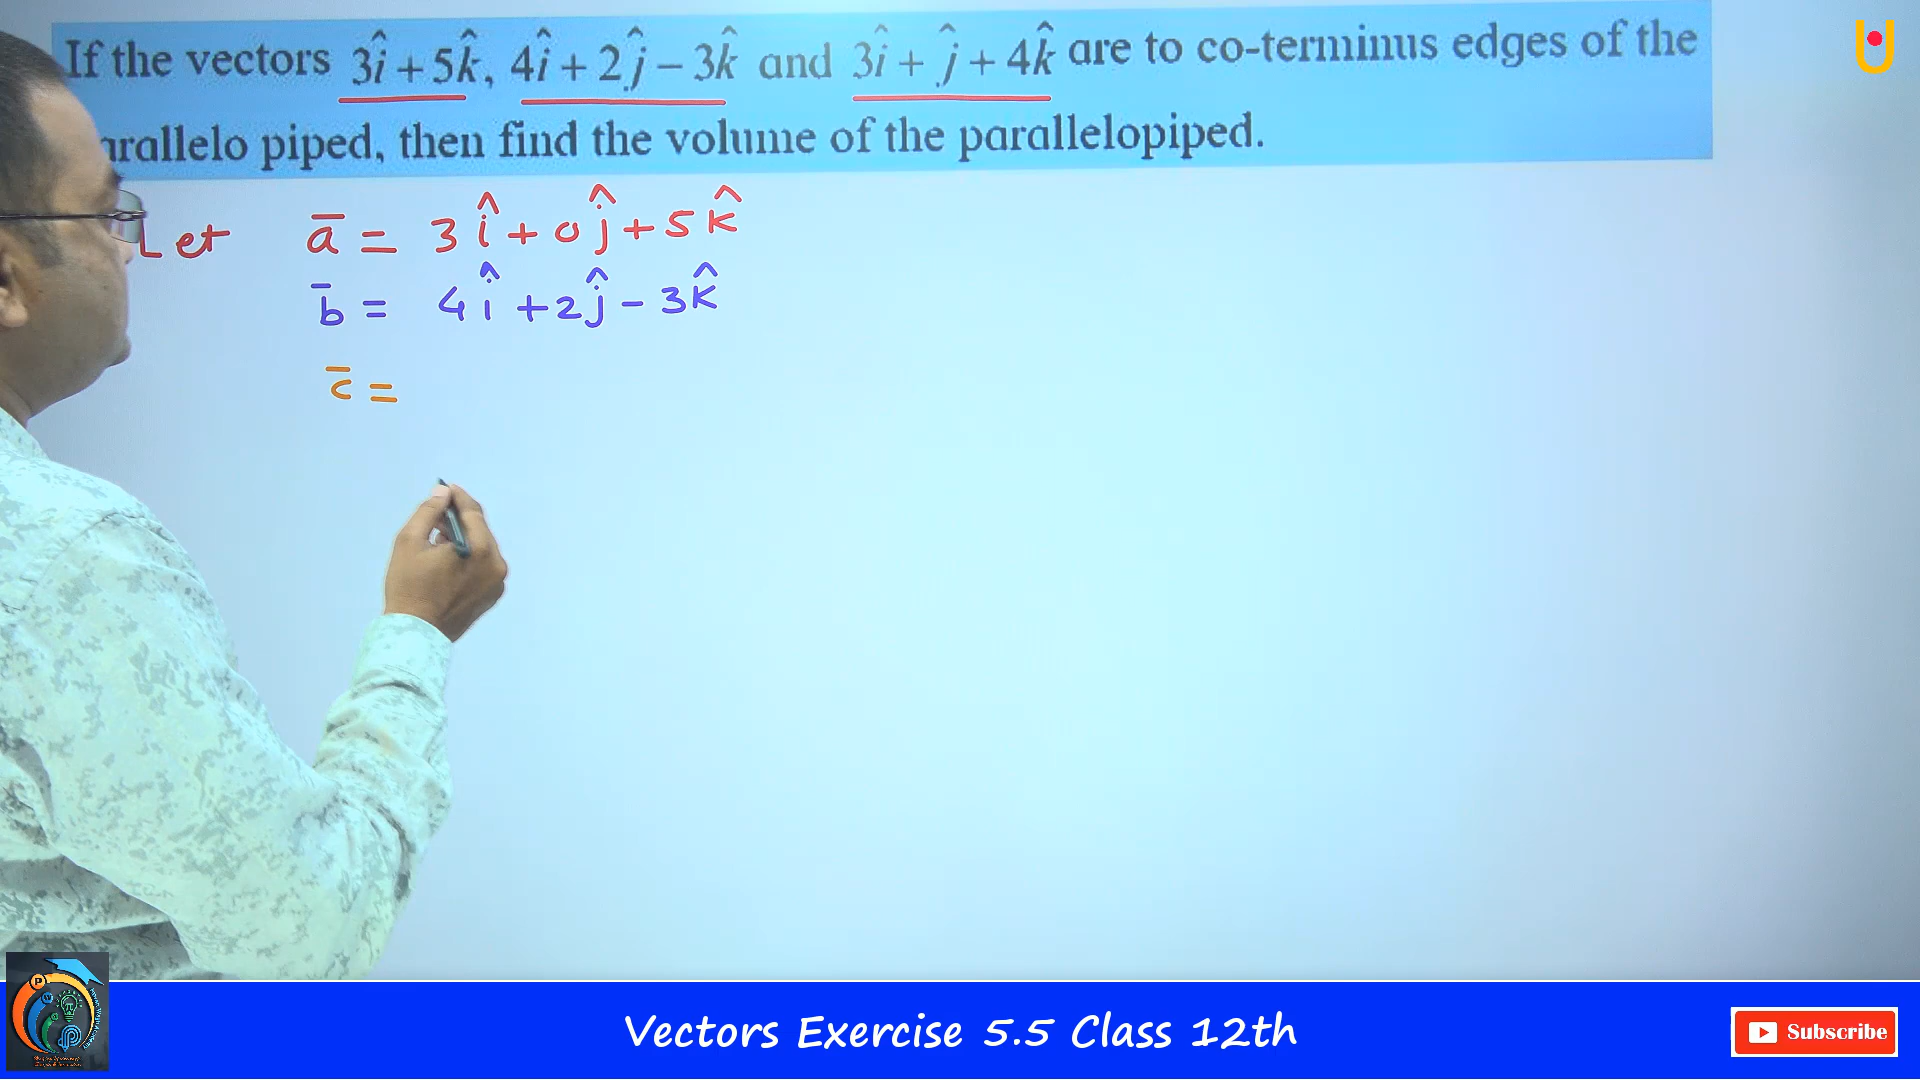 If the vectors 3î + 5k̂, 4î + 2ĵ − 3k̂ and 3î + ĵ + 4k̂ are to co-terminus edges of the
arallelo piped, then find the volume of the parallelopiped.
Let a̅ = 3î + 0ĵ + 5k̂
b̅ = 4î + 2ĵ − 3k̂
c̅ =
Vectors Exercise 5.5 Class 12th
Subscribe